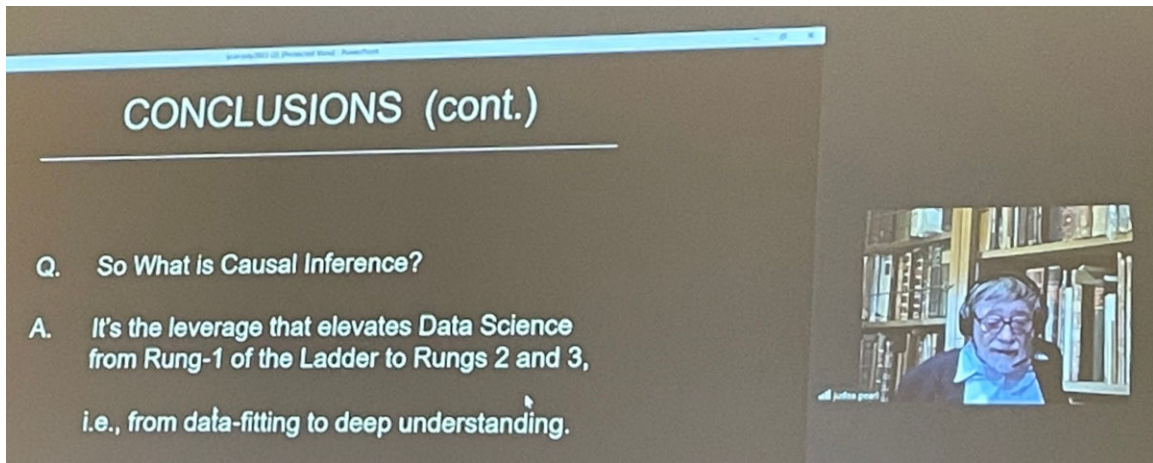 CONCLUSIONS (cont.)
Q. So What is Causal Inference?
A. It's the leverage that elevates Data Science
from Rung-1 of the Ladder to Rungs 2 and 3,
i.e., from data-fitting to deep understanding.
judea pearl